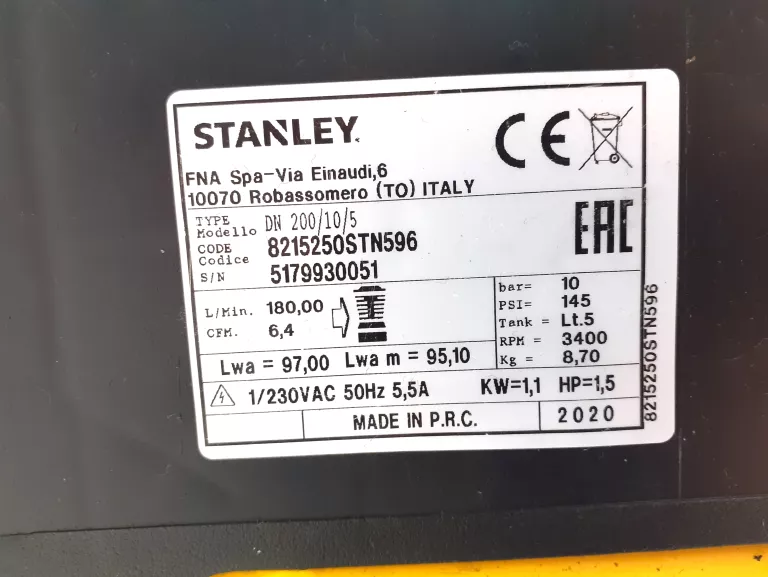 STANLEY.
CE
FNA Spa-Via Einaudi,6
10070 Robassomero (TO) ITALY
TYPE
Modello DN 200/10/5
CODE
Codice 8215250STN596
S/N 5179930051
EAC
L/Min. 180,00
CFM. 6,4
bar= 10
PSI= 145
Tank = Lt.5
RPM = 3400
Kg = 8,70
Lwa = 97,00 Lwa m = 95,10
1/230VAC 50Hz 5,5A KW=1,1 HP=1,5
MADE IN P.R.C. 2020
8215250STN596